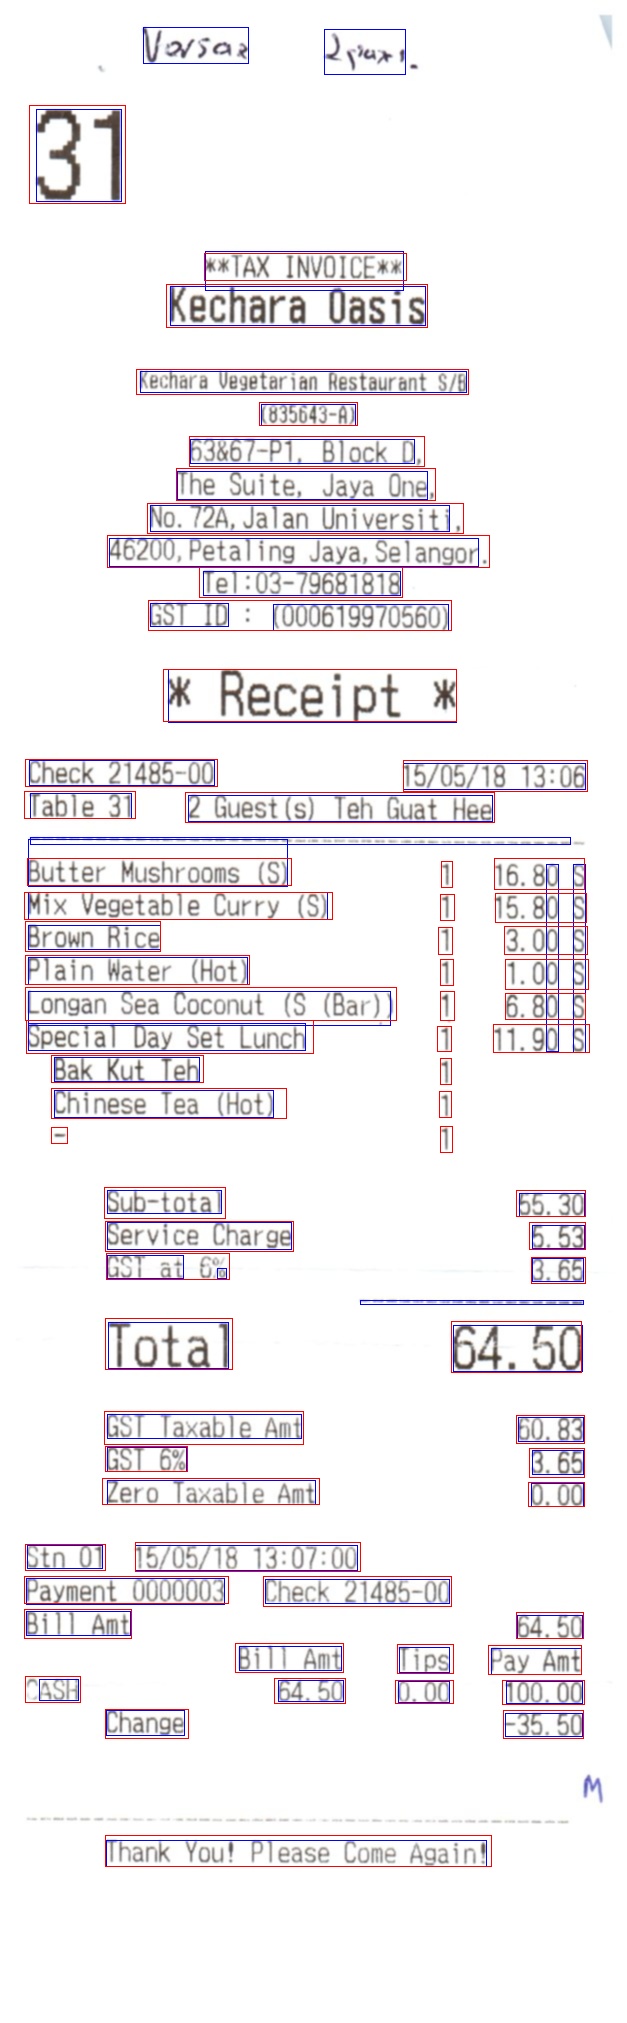 31
**TAX INVOICE**
Kechara Oasis
Kechara Vegetarian Restaurant S/B
(835643-A)
63&67-P1, Block D,
The Suite, Jaya One,
No.72A,Jalan Universiti,
46200,Petaling Jaya,Selangor.
Tel:03-79681818
GST ID : (000619970560)
* Receipt *
Check 21485-00 15/05/18 13:06
Table 31 2 Guest(s) Teh Guat Hee
Butter Mushrooms (S) 1 16.80 S
Mix Vegetable Curry (S) 1 15.80 S
Brown Rice 1 3.00 S
Plain Water (Hot) 1 1.00 S
Longan Sea Coconut (S (Bar)) 1 6.80 S
Special Day Set Lunch 1 11.90 S
Bak Kut Teh 1
Chinese Tea (Hot) 1
- 1
Sub-total 55.30
Service Charge 5.53
GST at 6% 3.65
Total 64.50
GST Taxable Amt 60.83
GST 6% 3.65
Zero Taxable Amt 0.00
Stn 01 15/05/18 13:07:00
Payment 0000003 Check 21485-00
Bill Amt 64.50
Bill Amt Tips Pay Amt
CASH 64.50 0.00 100.00
Change -35.50
M
Thank You! Please Come Again!